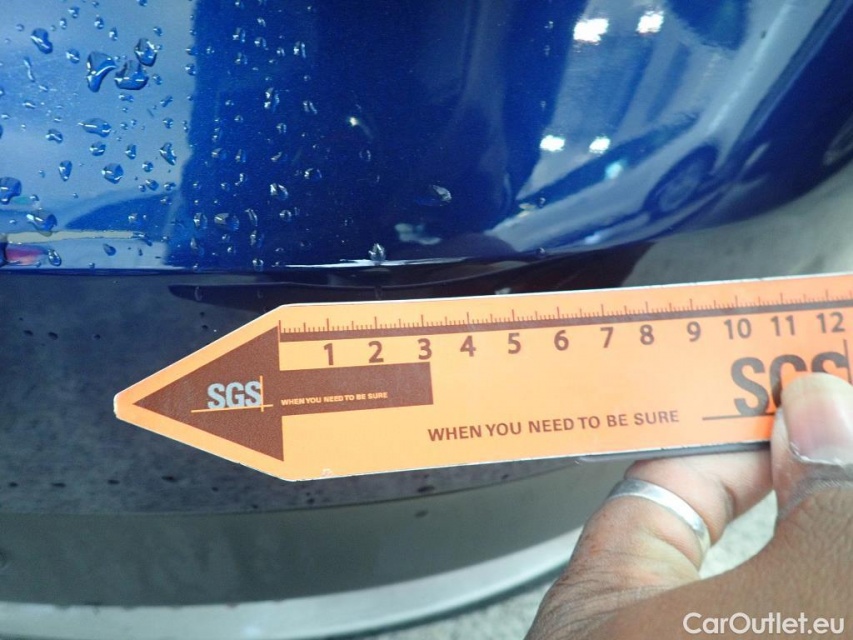 1 2 3 4 5 6 7 8 9 10 11 12
SGS
WHEN YOU NEED TO BE SURE
SGS
WHEN YOU NEED TO BE SURE
CarOutlet.eu